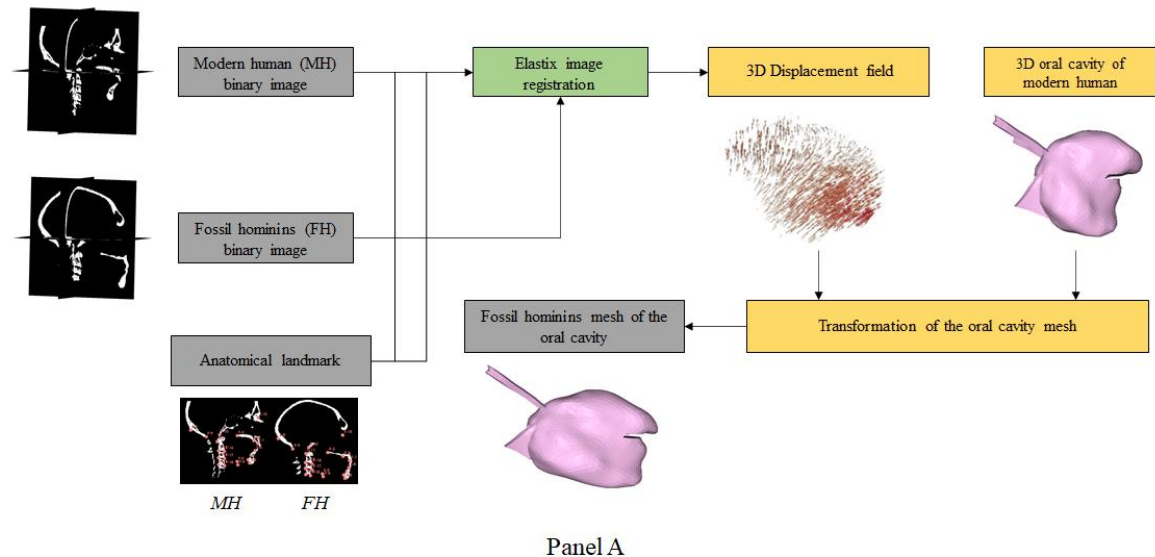 Modern human (MH)
binary image
Elastix image
registration
3D Displacement field
3D oral cavity of
modern human
Fossil hominins (FH)
binary image
Fossil hominins mesh of the
oral cavity
Transformation of the oral cavity mesh
Anatomical landmark
MH
FH
Panel A